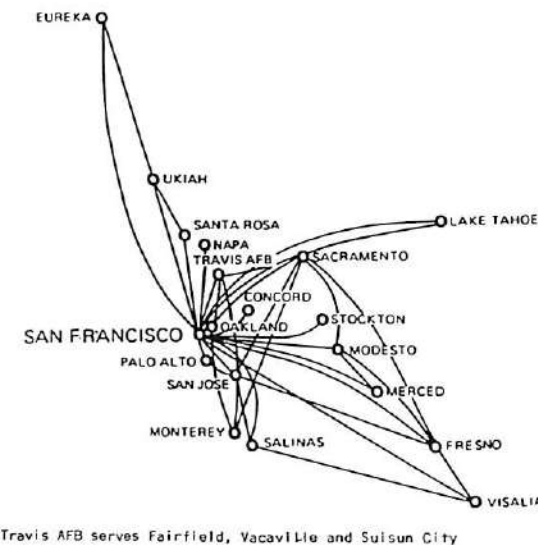 EUREKA
UKIAH
SANTA ROSA
NAPA
LAKE TAHOE
TRAVIS AFB
SACRAMENTO
CONCORD
STOCKTON
SAN FRANCISCO
OAKLAND
MODESTO
PALO ALTO
SAN JOSE
MERCED
MONTEREY
SALINAS
FRESNO
VISALIA
Travis AFB serves Fairfield, Vacaville and Suisun City